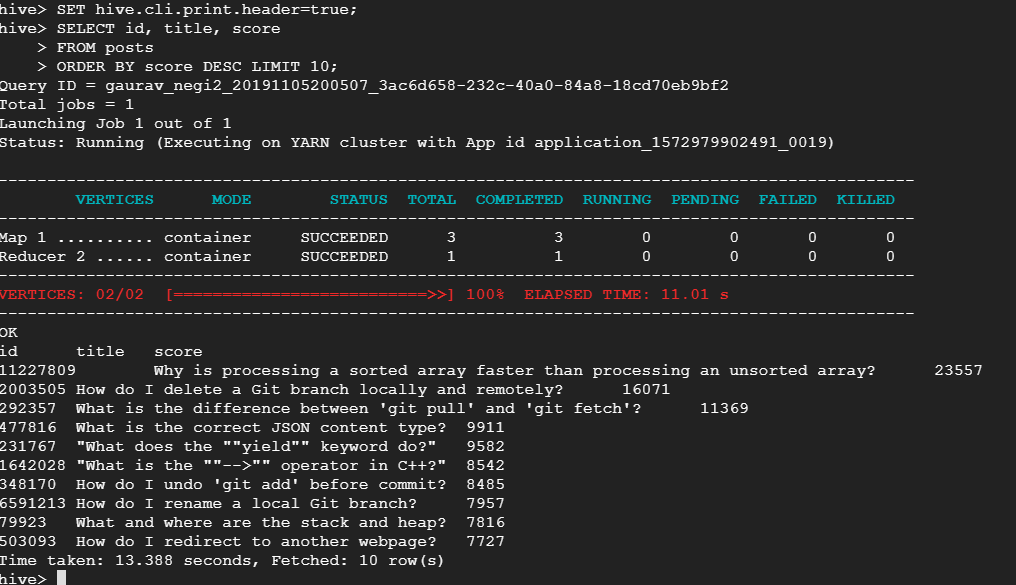 hive> SET hive.cli.print.header=true;
hive> SELECT id, title, score
    > FROM posts
    > ORDER BY score DESC LIMIT 10;
Query ID = gaurav_negi2_20191105200507_3ac6d658-232c-40a0-84a8-18cd70eb9bf2
Total jobs = 1
Launching Job 1 out of 1
Status: Running (Executing on YARN cluster with App id application_1572979902491_0019)
----------------------------------------------------------------------------------------------
        VERTICES      MODE        STATUS  TOTAL  COMPLETED  RUNNING  PENDING  FAILED  KILLED
----------------------------------------------------------------------------------------------
Map 1 .......... container     SUCCEEDED      3          3        0        0       0       0
Reducer 2 ...... container     SUCCEEDED      1          1        0        0       0       0
----------------------------------------------------------------------------------------------
VERTICES: 02/02  [==========================>>] 100%  ELAPSED TIME: 11.01 s
----------------------------------------------------------------------------------------------
OK
id      title   score
11227809        Why is processing a sorted array faster than processing an unsorted array?      23557
2003505 How do I delete a Git branch locally and remotely?      16071
292357  What is the difference between 'git pull' and 'git fetch'?      11369
477816  What is the correct JSON content type?  9911
231767  "What does the ""yield"" keyword do?"   9582
1642028 "What is the ""-->"" operator in C++?"  8542
348170  How do I undo 'git add' before commit?  8485
6591213 How do I rename a local Git branch?     7957
79923   What and where are the stack and heap?  7816
503093  How do I redirect to another webpage?   7727
Time taken: 13.388 seconds, Fetched: 10 row(s)
hive>